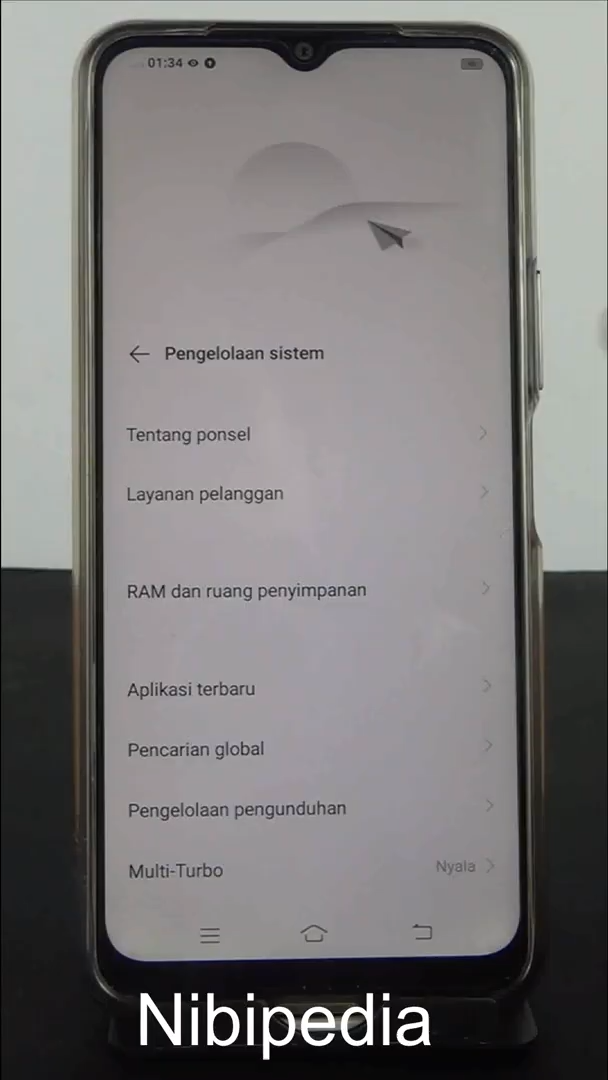 01:34
Pengelolaan sistem
Tentang ponsel
Layanan pelanggan
RAM dan ruang penyimpanan
Aplikasi terbaru
Pencarian global
Pengelolaan pengunduhan
Multi-Turbo Nyala
Nibipedia